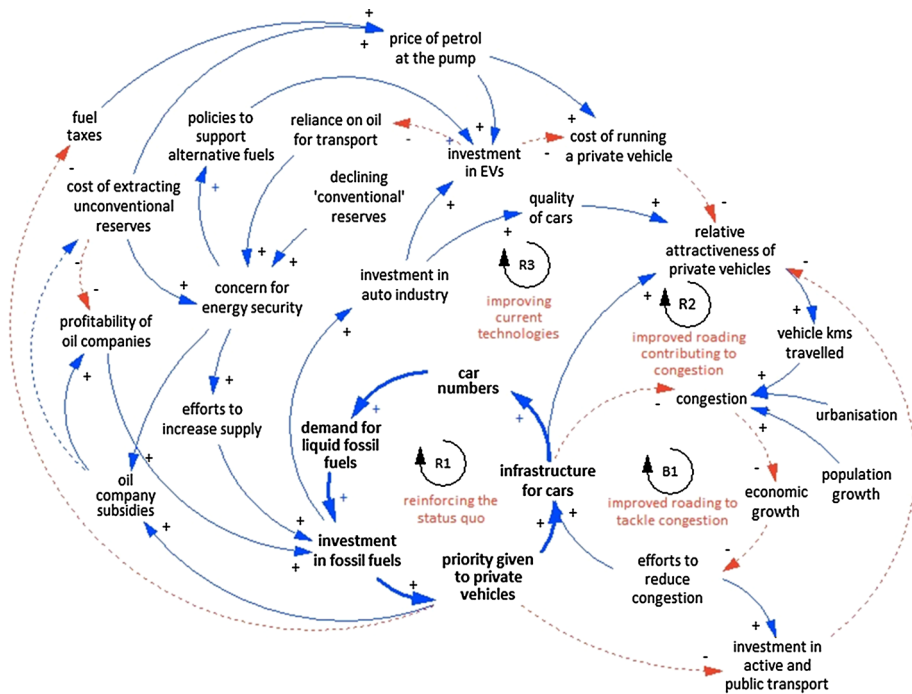 +
+
price of petrol
at the pump
fuel
taxes
policies to
support
alternative fuels
reliance on oil
for transport
-
+
+
investment
in EVs
-
+
cost of running
a private vehicle
-
cost of extracting
unconventional
reserves
+
declining
'conventional'
reserves
+
quality
of cars
+
+
-
relative
attractiveness of
private vehicles
-
-
-
+
+
+
concern for
energy security
investment in
auto industry
+
R3
improving
current
technologies
+
R2
improved roading
contributing to
congestion
-
+
vehicle kms
travelled
profitability of
oil companies
+
+
efforts to
increase supply
car
numbers
+
demand for
liquid fossil
fuels
+
+
-
congestion
+
+
+
urbanisation
+
oil
company
subsidies
+
R1
reinforcing the
status quo
infrastructure
for cars
+
+
B1
improved roading to
tackle congestion
-
economic
growth
population
growth
+
+
investment
in fossil fuels
+
priority given
to private
vehicles
efforts to
reduce
congestion
-
+
-
investment in
active and
public transport